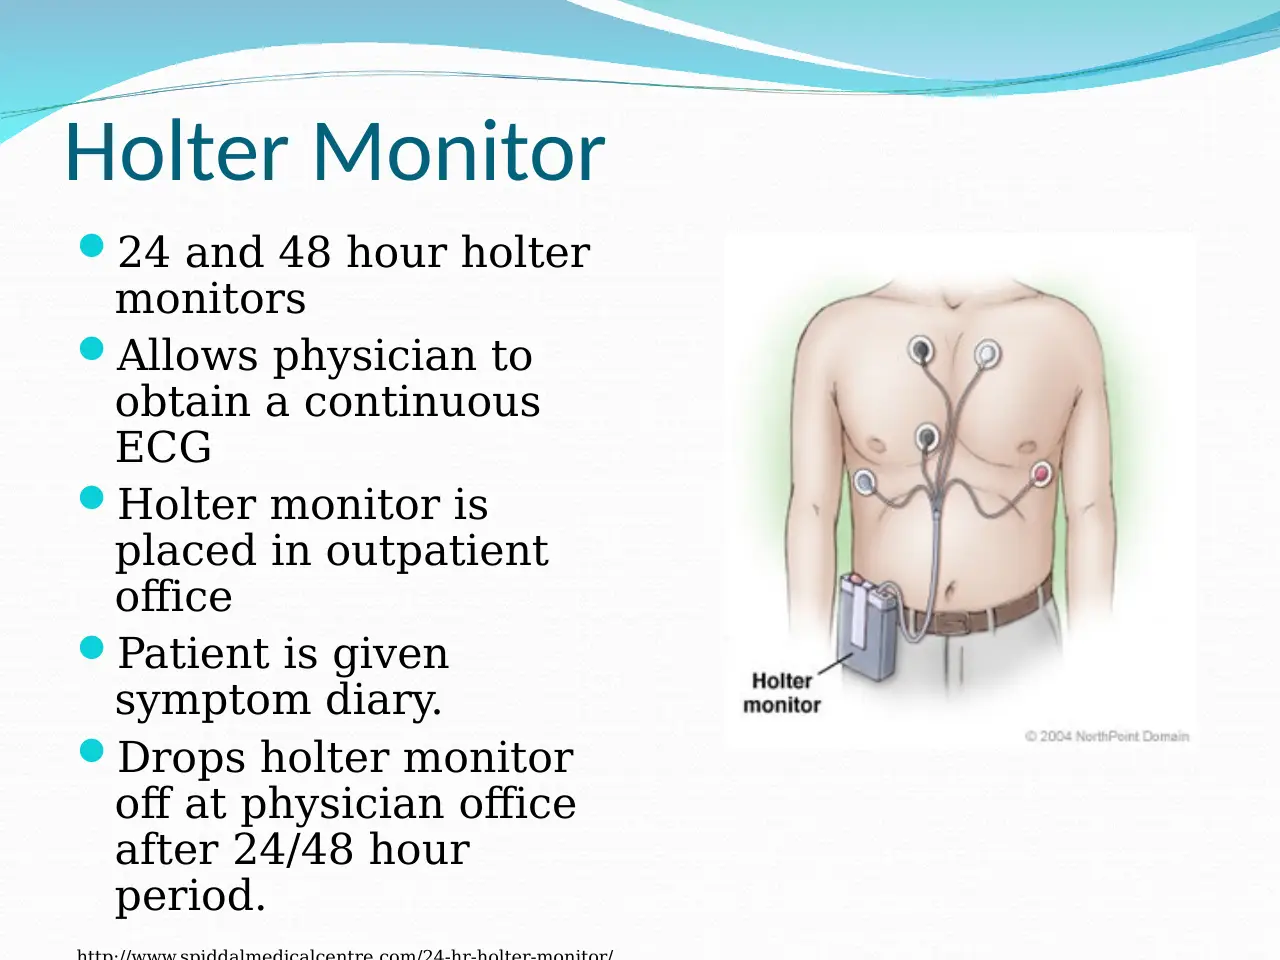 Holter Monitor
24 and 48 hour holter
monitors
Allows physician to
obtain a continuous
ECG
Holter monitor is
placed in outpatient
office
Patient is given
symptom diary.
Drops holter monitor
off at physician office
after 24/48 hour
period.
http://www.spiddalmedicalcentre.com/24-hr-holter-monitor/
Holter
monitor
© 2004 NorthPoint Domain